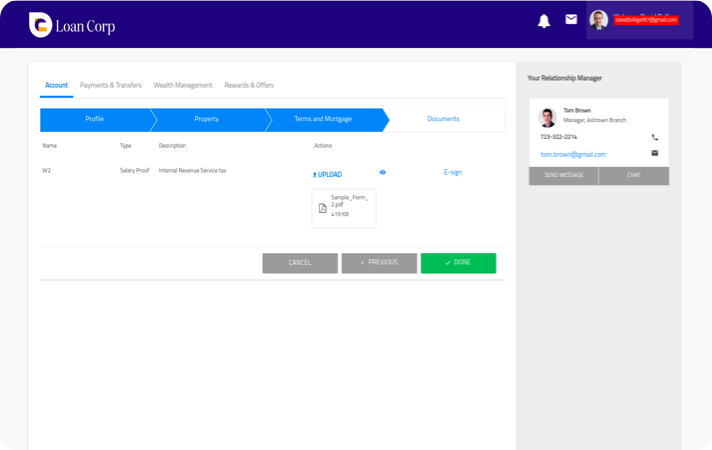 Loan Corp
davidbolliger87@gmail.com
Account Payments & Transfers Wealth Management Rewards & Offers
Profile Property Terms and Mortgage Documents
Name Type Description Actions
W2 Salary Proof Internal Revenue Service tax UPLOAD E-sign
Sample_Form_
2.pdf
419 KB
CANCEL < PREVIOUS DONE
Your Relationship Manager
Tom Brown
Manager, Ashtown Branch
723-322-2214
tom.brown@gmail.com
SEND MESSAGE CHAT